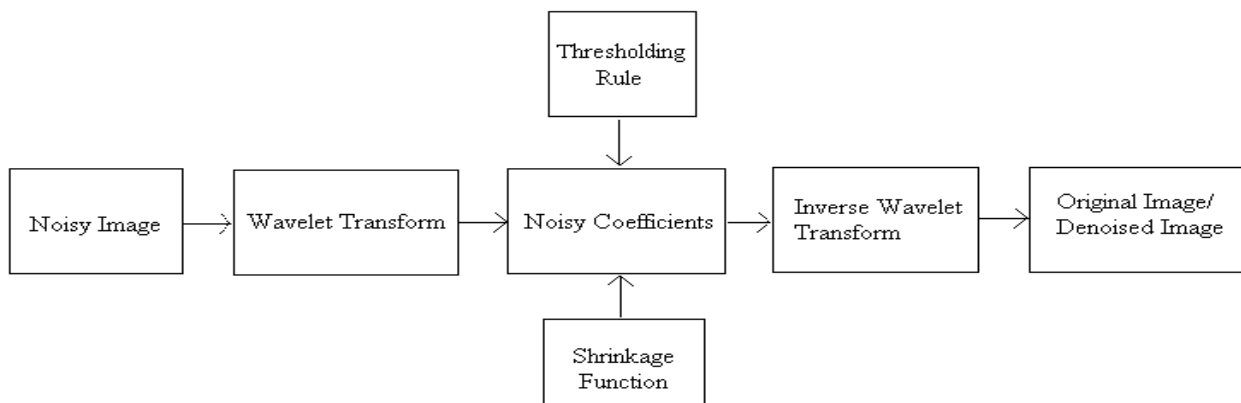 Thresholding
Rule
Noisy Image
Wavelet Transform
Noisy Coefficients
Inverse Wavelet
Transform
Original Image/
Denoised Image
Shrinkage
Function